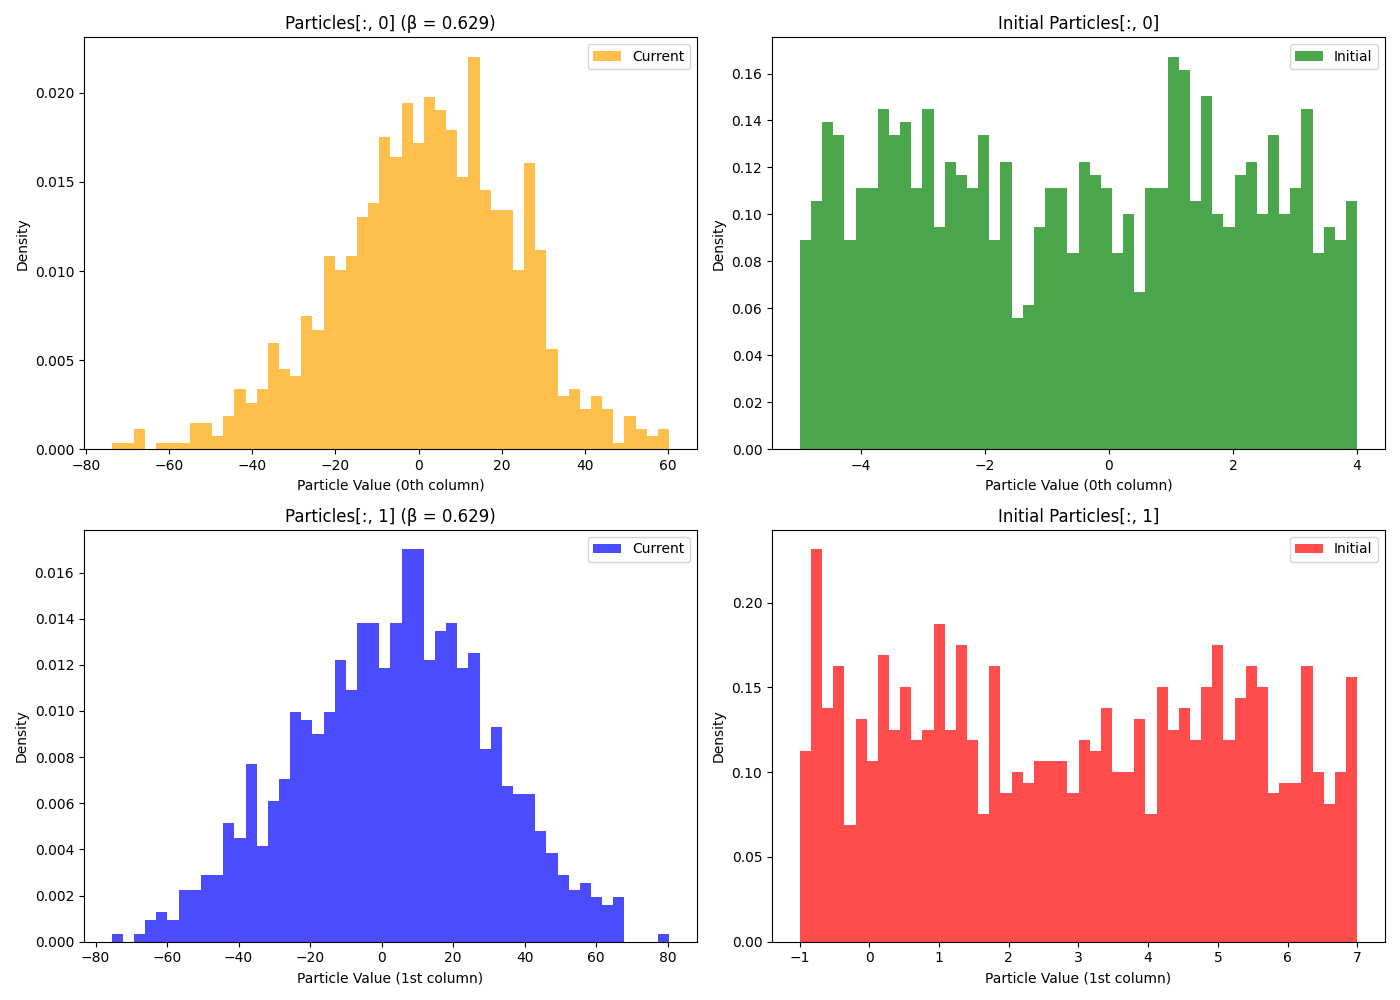 Particles[:, 0] (β = 0.629)
Current
Density
0.020
0.015
0.010
0.005
0.000
−80 −60 −40 −20 0 20 40 60
Particle Value (0th column)
Initial Particles[:, 0]
Initial
Density
0.16
0.14
0.12
0.10
0.08
0.06
0.04
0.02
0.00
−4 −2 0 2 4
Particle Value (0th column)
Particles[:, 1] (β = 0.629)
Current
Density
0.016
0.014
0.012
0.010
0.008
0.006
0.004
0.002
0.000
−80 −60 −40 −20 0 20 40 60 80
Particle Value (1st column)
Initial Particles[:, 1]
Initial
Density
0.20
0.15
0.10
0.05
0.00
−1 0 1 2 3 4 5 6 7
Particle Value (1st column)